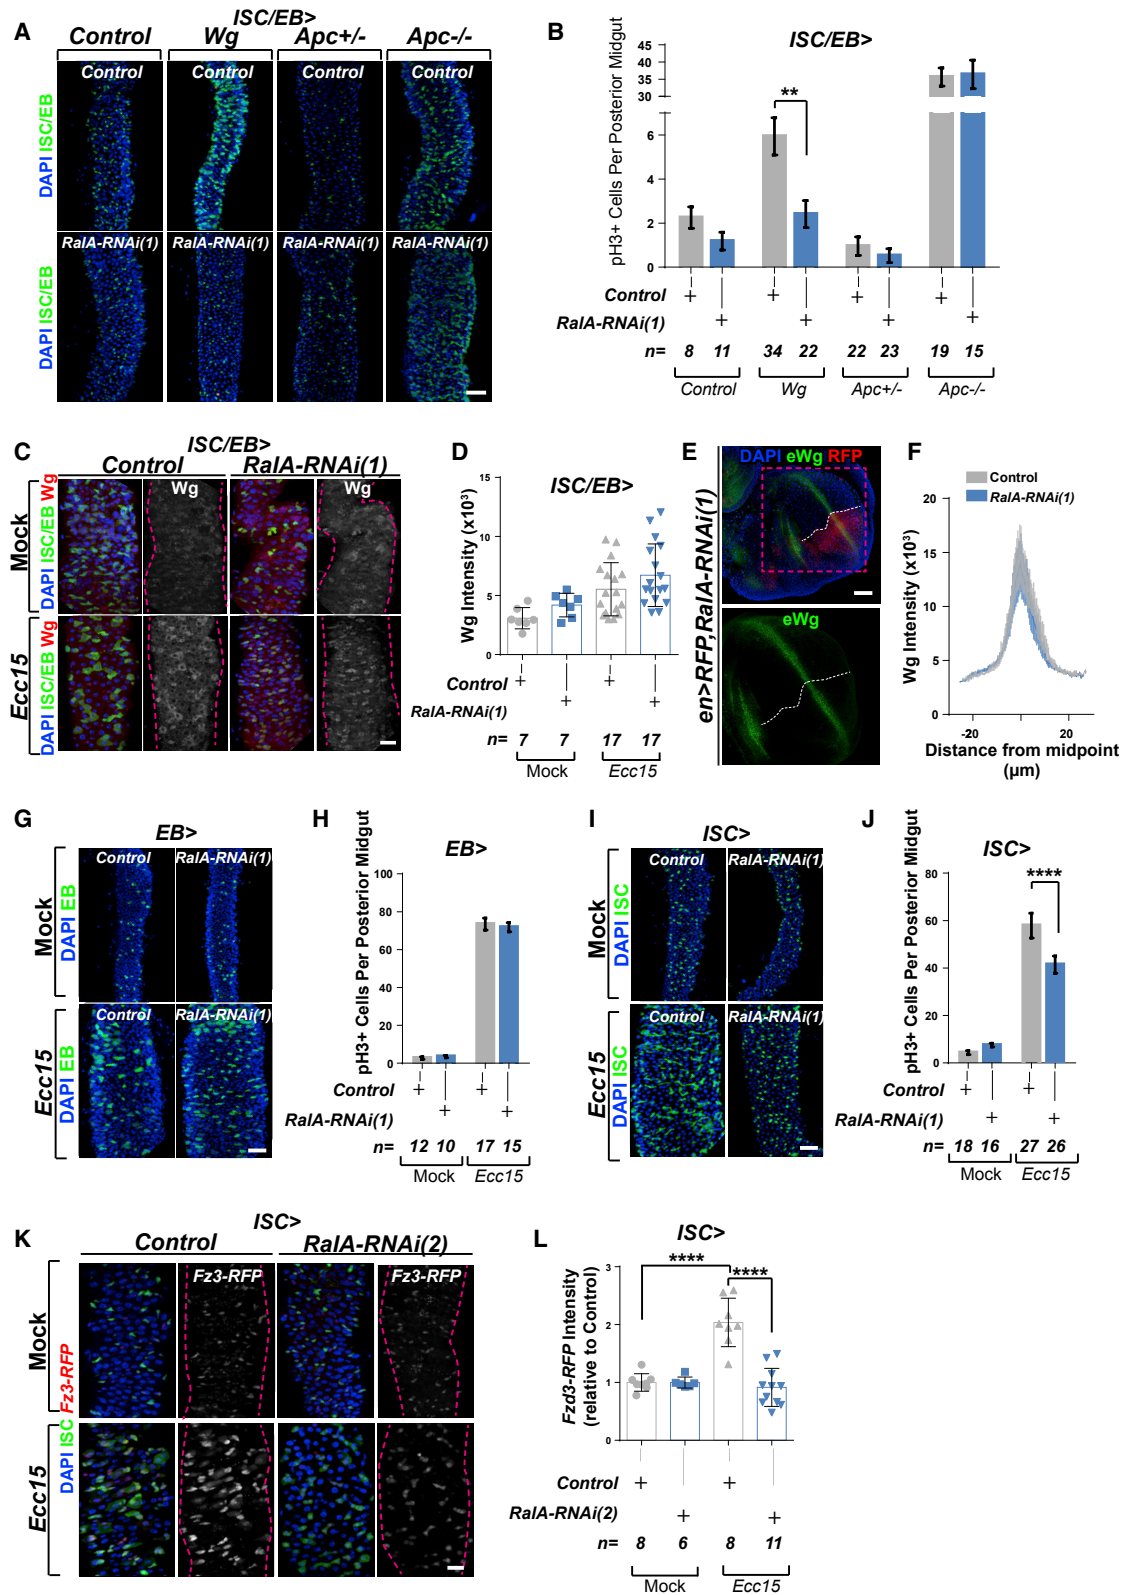 A
ISC/EB>
Control Wg Apc+/- Apc-/-
Control Control Control Control
DAPI ISC/EB
RalA-RNAi(1) RalA-RNAi(1) RalA-RNAi(1) RalA-RNAi(1)
DAPI ISC/EB
B
ISC/EB>
pH3+ Cells Per Posterior Midgut
45
40
35
30
6
4
2
0
**
Control + + + +
RalA-RNAi(1) + + + +
n= 8 11 34 22 22 23 19 15
Control Wg Apc+/- Apc-/-
C
ISC/EB>
Control RalA-RNAi(1)
Wg Wg
Mock
DAPI ISC/EB Wg
Ecc15
DAPI ISC/EB Wg
D
ISC/EB>
Wg Intensity (x10³)
15
10
5
0
Control + +
RalA-RNAi(1) + +
n= 7 7 17 17
Mock Ecc15
E
en>RFP,RalA-RNAi(1)
DAPI eWg RFP
eWg
F
Control
RalA-RNAi(1)
Wg Intensity (x10³)
20
15
10
5
0
-20 0 20
Distance from midpoint
(µm)
G
EB>
Control RalA-RNAi(1)
Mock
DAPI EB
Control RalA-RNAi(1)
Ecc15
DAPI EB
H
EB>
pH3+ Cells Per Posterior Midgut
100
80
60
40
20
0
Control + +
RalA-RNAi(1) + +
n= 12 10 17 15
Mock Ecc15
I
ISC>
Control RalA-RNAi(1)
Mock
DAPI ISC
Control RalA-RNAi(1)
Ecc15
DAPI ISC
J
ISC>
pH3+ Cells Per Posterior Midgut
80
60
40
20
0
****
Control + +
RalA-RNAi(1) + +
n= 18 16 27 26
Mock Ecc15
K
ISC>
Control RalA-RNAi(2)
Fz3-RFP Fz3-RFP
Mock
Ecc15
DAPI ISC Fz3-RFP
L
ISC>
Fzd3-RFP Intensity
(relative to Control)
3
2
1
0
**** ****
Control + +
RalA-RNAi(2) + +
n= 8 6 8 11
Mock Ecc15